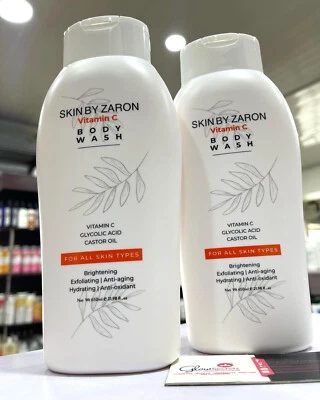 SKIN BY ZARON
Vitamin C
BODY
WASH
VITAMIN C
GLYCOLIC ACID
CASTOR OIL
FOR ALL SKIN TYPES
Brightening
Exfoliating | Anti-aging
Hydrating | Anti-oxidant
SKIN BY ZARON
Vitamin C
BODY
WASH
VITAMIN C
GLYCOLIC ACID
CASTOR OIL
FOR ALL SKIN TYPES
Brightening
Exfoliating | Anti-aging
Hydrating | Anti-oxidant